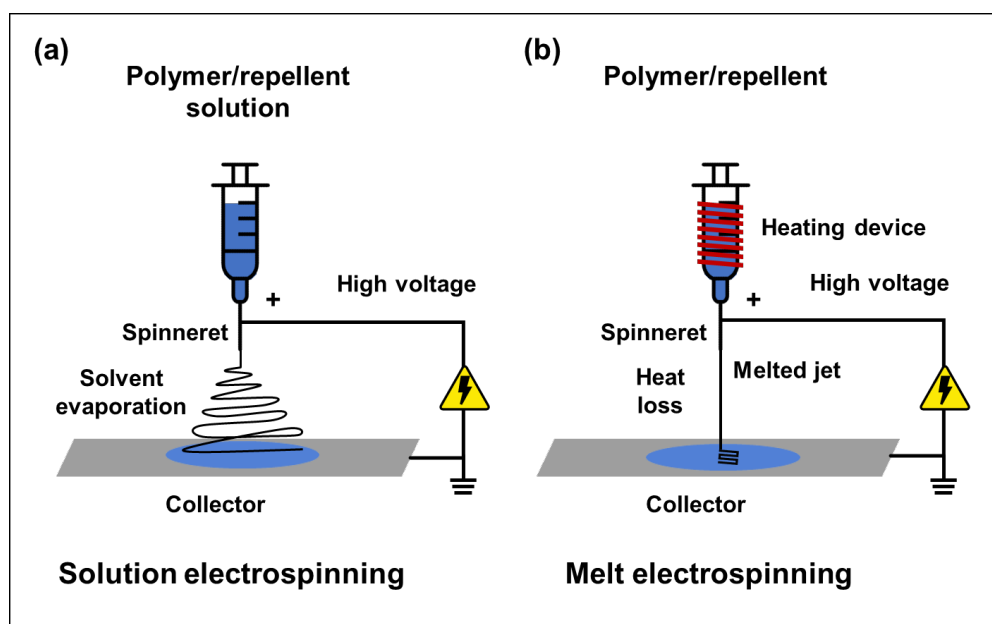 (a)
Polymer/repellent
solution
+
High voltage
Spinneret
Solvent
evaporation
Collector
Solution electrospinning
(b)
Polymer/repellent
Heating device
+
High voltage
Spinneret
Melted jet
Heat
loss
Collector
Melt electrospinning